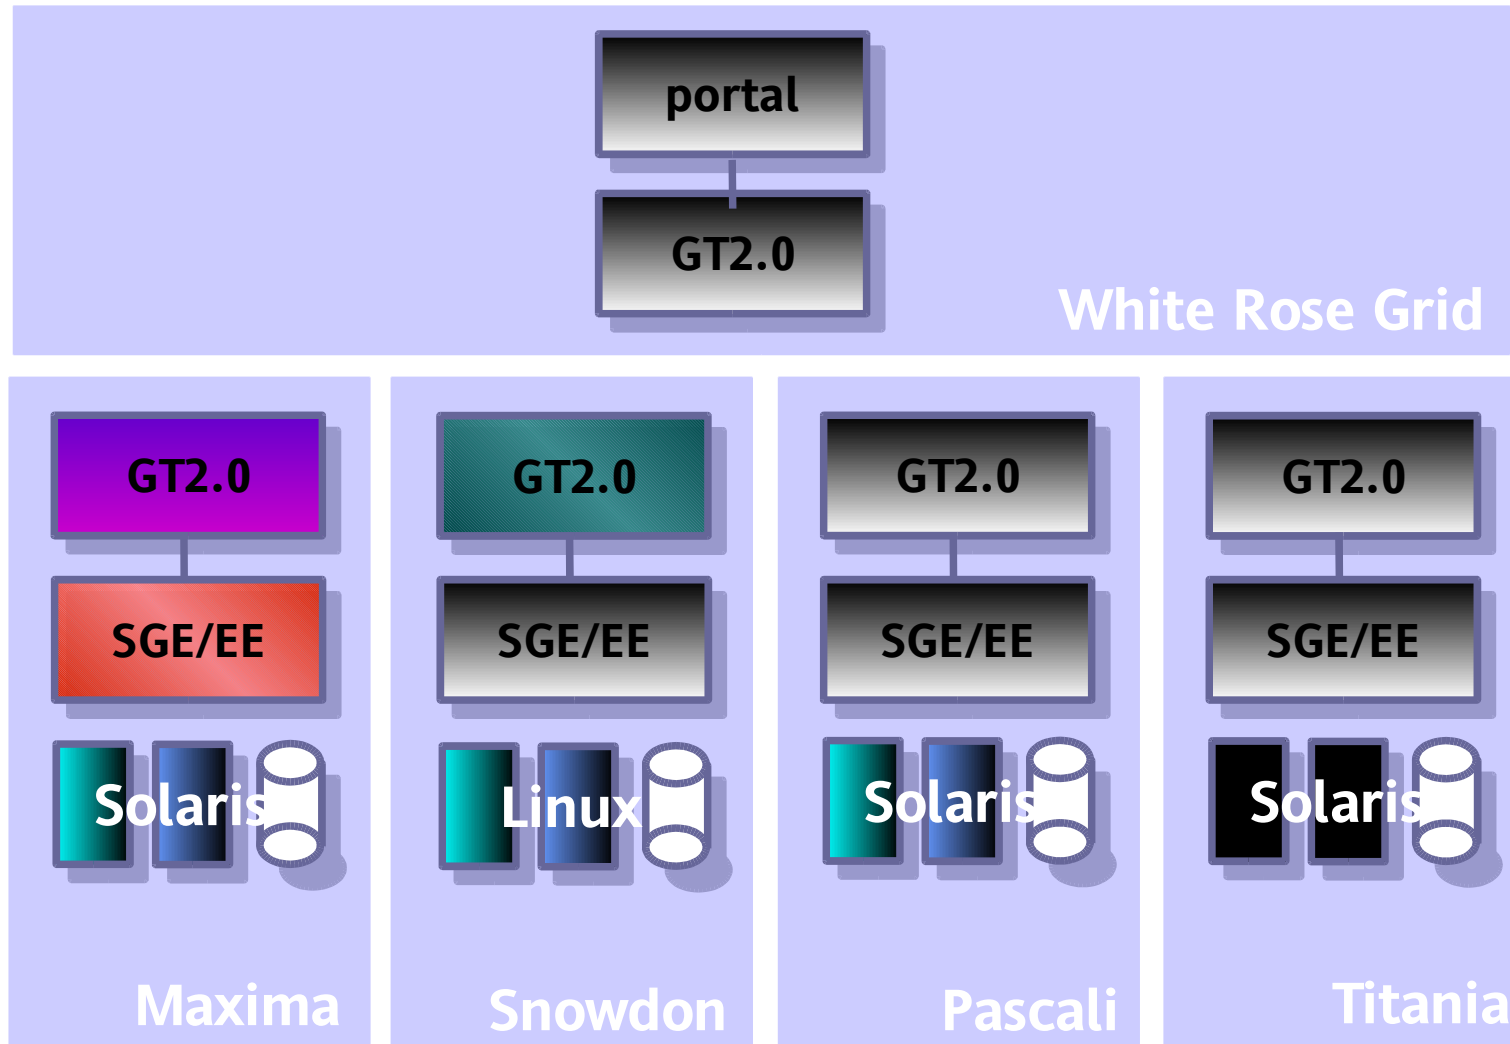 portal
GT2.0
White Rose Grid
GT2.0
SGE/EE
Solaris
Maxima
GT2.0
SGE/EE
Linux
Snowdon
GT2.0
SGE/EE
Solaris
Pascali
GT2.0
SGE/EE
Solaris
Titania